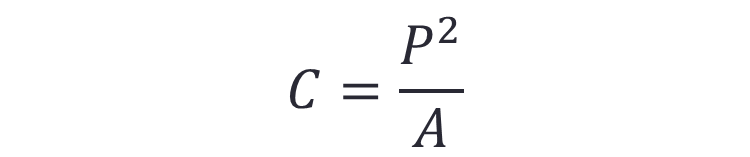 C = P²/A